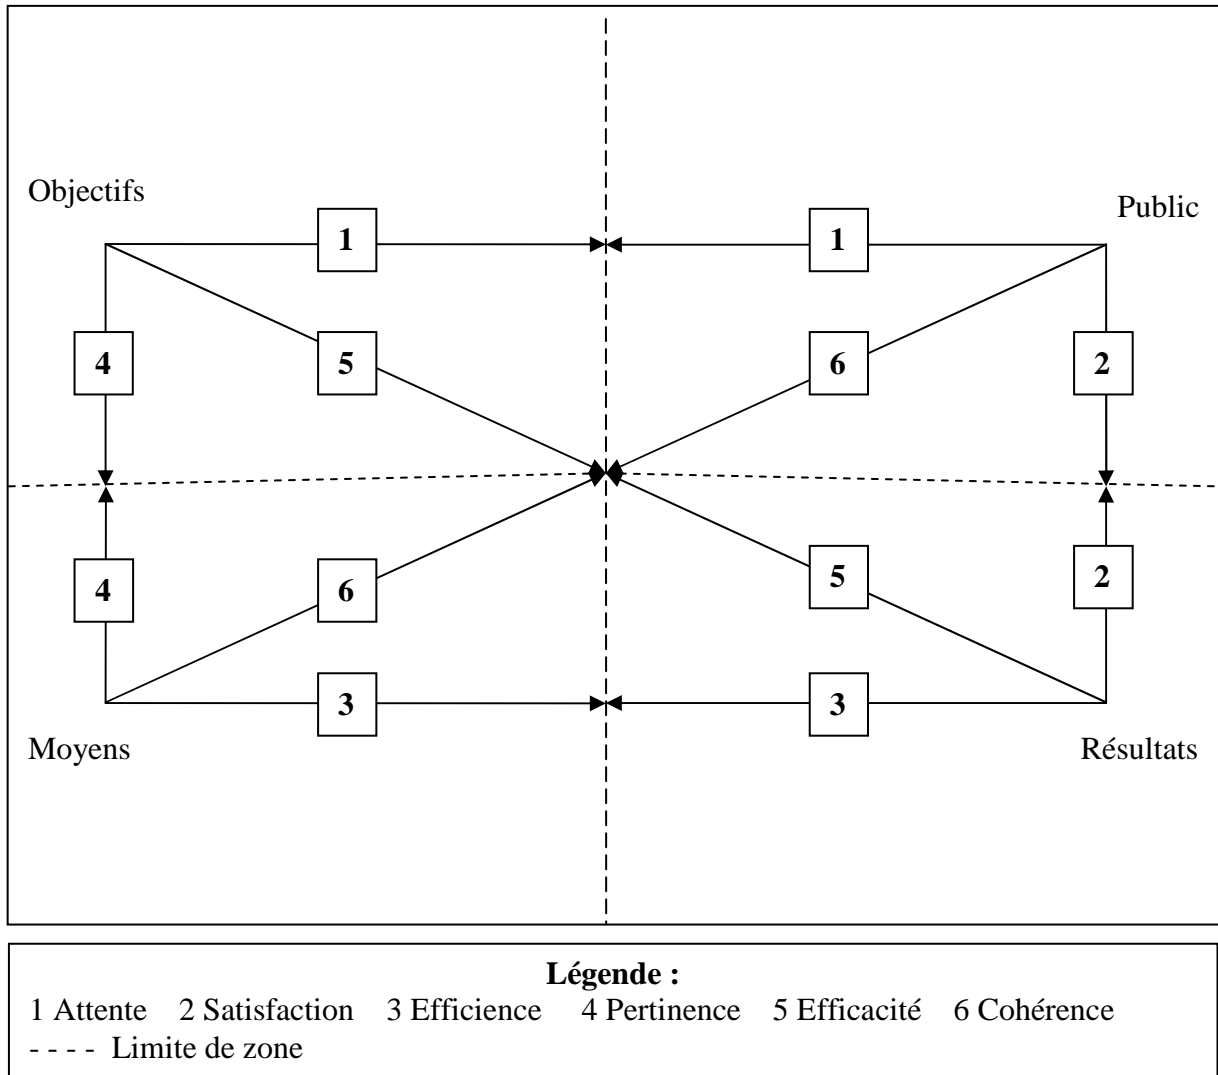 Objectifs
Public
1 1
4 5 6 2
4 6 5 2
3 3
Moyens
Résultats
Légende :
1 Attente 2 Satisfaction 3 Efficience 4 Pertinence 5 Efficacité 6 Cohérence
- - - - Limite de zone